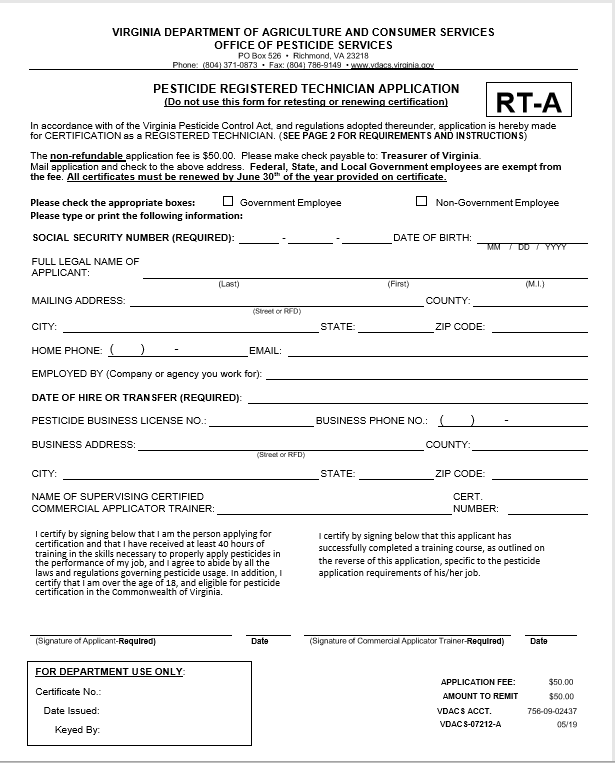 VIRGINIA DEPARTMENT OF AGRICULTURE AND CONSUMER SERVICES
OFFICE OF PESTICIDE SERVICES
PO Box 526 • Richmond, VA 23218
Phone: (804) 371-0873 • Fax: (804) 786-9149 • www.vdacs.virginia.gov
PESTICIDE REGISTERED TECHNICIAN APPLICATION
(Do not use this form for retesting or renewing certification)
RT-A
In accordance with of the Virginia Pesticide Control Act, and regulations adopted thereunder, application is hereby made
for CERTIFICATION as a REGISTERED TECHNICIAN. (SEE PAGE 2 FOR REQUIREMENTS AND INSTRUCTIONS)
The non-refundable application fee is $50.00. Please make check payable to: Treasurer of Virginia.
Mail application and check to the above address. Federal, State, and Local Government employees are exempt from
the fee. All certificates must be renewed by June 30th of the year provided on certificate.
Please check the appropriate boxes: Government Employee Non-Government Employee
Please type or print the following information:
SOCIAL SECURITY NUMBER (REQUIRED): - - DATE OF BIRTH:
MM / DD / YYYY
FULL LEGAL NAME OF
APPLICANT:
(Last) (First) (M.I.)
MAILING ADDRESS: COUNTY:
(Street or RFD)
CITY: STATE: ZIP CODE:
HOME PHONE: ( ) - EMAIL:
EMPLOYED BY (Company or agency you work for):
DATE OF HIRE OR TRANSFER (REQUIRED):
PESTICIDE BUSINESS LICENSE NO.: BUSINESS PHONE NO.: ( ) -
BUSINESS ADDRESS: COUNTY:
(Street or RFD)
CITY: STATE: ZIP CODE:
NAME OF SUPERVISING CERTIFIED CERT.
COMMERCIAL APPLICATOR TRAINER: NUMBER:
I certify by signing below that I am the person applying for
certification and that I have received at least 40 hours of
training in the skills necessary to properly apply pesticides in
the performance of my job, and I agree to abide by all the
laws and regulations governing pesticide usage. In addition, I
certify that I am over the age of 18, and eligible for pesticide
certification in the Commonwealth of Virginia.
I certify by signing below that this applicant has
successfully completed a training course, as outlined on
the reverse of this application, specific to the pesticide
application requirements of his/her job.
(Signature of Applicant-Required) Date (Signature of Commercial Applicator Trainer-Required) Date
FOR DEPARTMENT USE ONLY:
Certificate No.:
Date Issued:
Keyed By:
APPLICATION FEE: $50.00
AMOUNT TO REMIT $50.00
VDACS ACCT. 756-09-02437
VDACS-07212-A 05/19